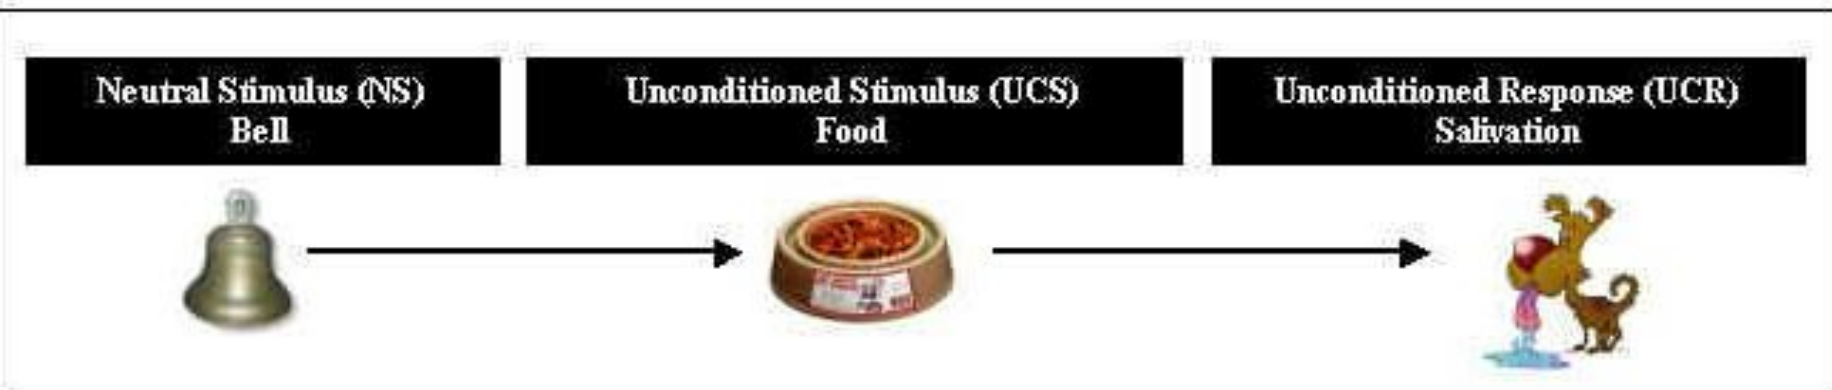 Neutral Stimulus (NS)
Bell
Unconditioned Stimulus (UCS)
Food
Unconditioned Response (UCR)
Salivation